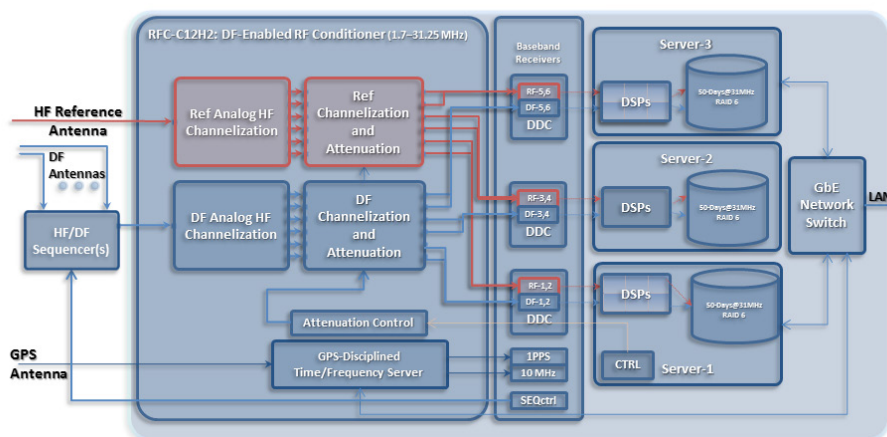 RFC-C12H2: DF-Enabled RF Conditioner (1.7–31.25 MHz)
Baseband
Receivers
Server-3
HF Reference
Antenna
Ref Analog HF
Channelization
Ref
Channelization
and
Attenuation
RF-5,6
DF-5,6
DDC
DSPs
50-Days@31MHz
RAID 6
DF
Antennas
Server-2
HF/DF
Sequencer(s)
DF Analog HF
Channelization
DF
Channelization
and
Attenuation
RF-3,4
DF-3,4
DDC
DSPs
50-Days@31MHz
RAID 6
GbE
Network
Switch
LAN
RF-1,2
DF-1,2
DDC
DSPs
50-Days@31MHz
RAID 6
Attenuation Control
GPS
Antenna
GPS-Disciplined
Time/Frequency Server
1PPS
10 MHz
SEQctrl
CTRL
Server-1